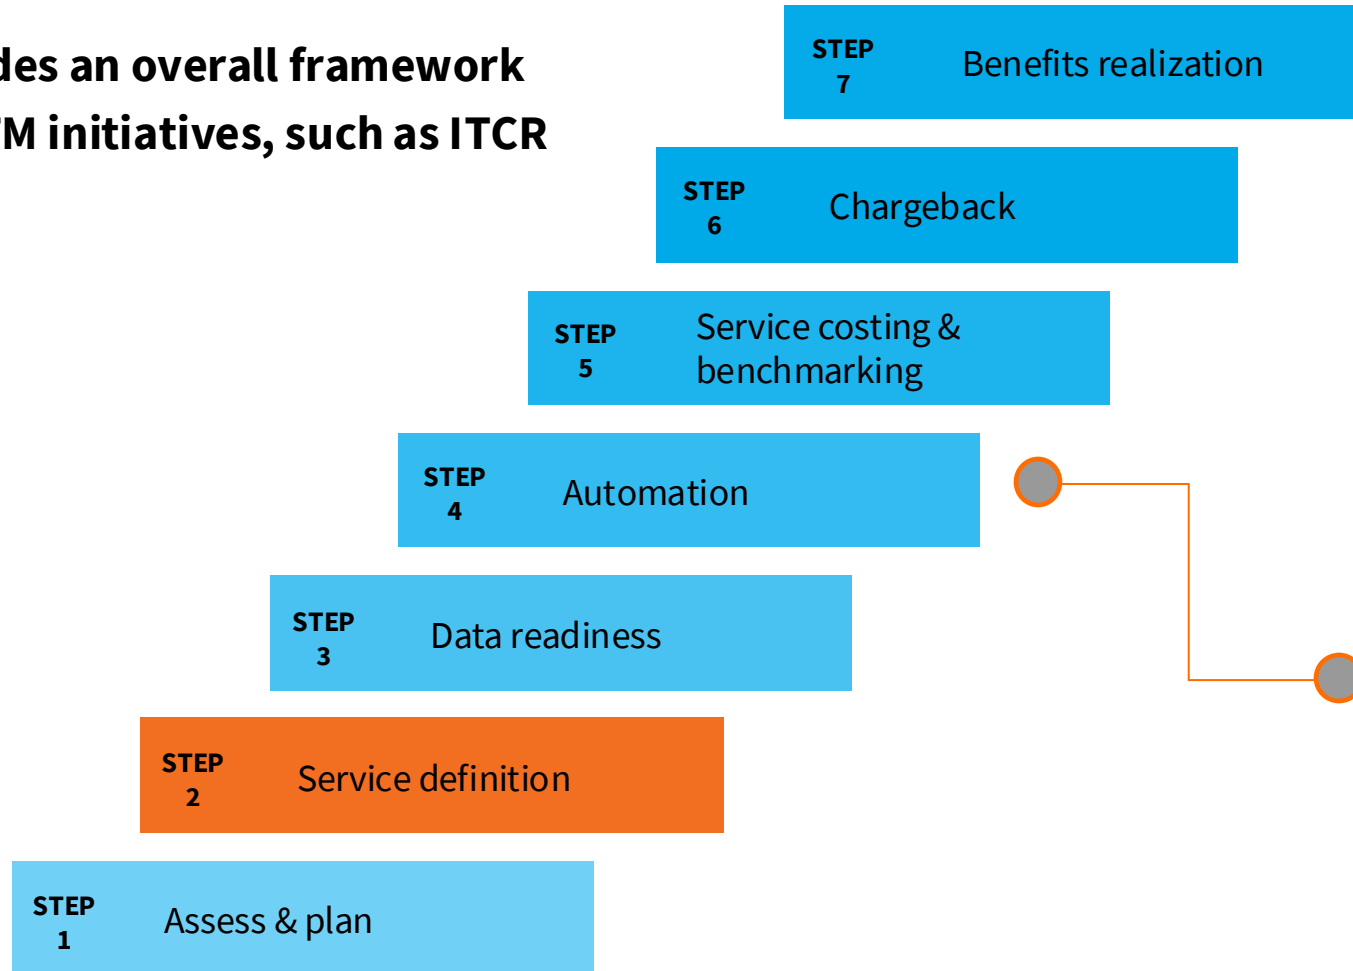 an overall framework
initiatives, such as ITCR
STEP
7
Benefits realization
STEP
6
Chargeback
STEP
5
Service costing &
benchmarking
STEP
4
Automation
STEP
3
Data readiness
STEP
2
Service definition
STEP
1
Assess & plan